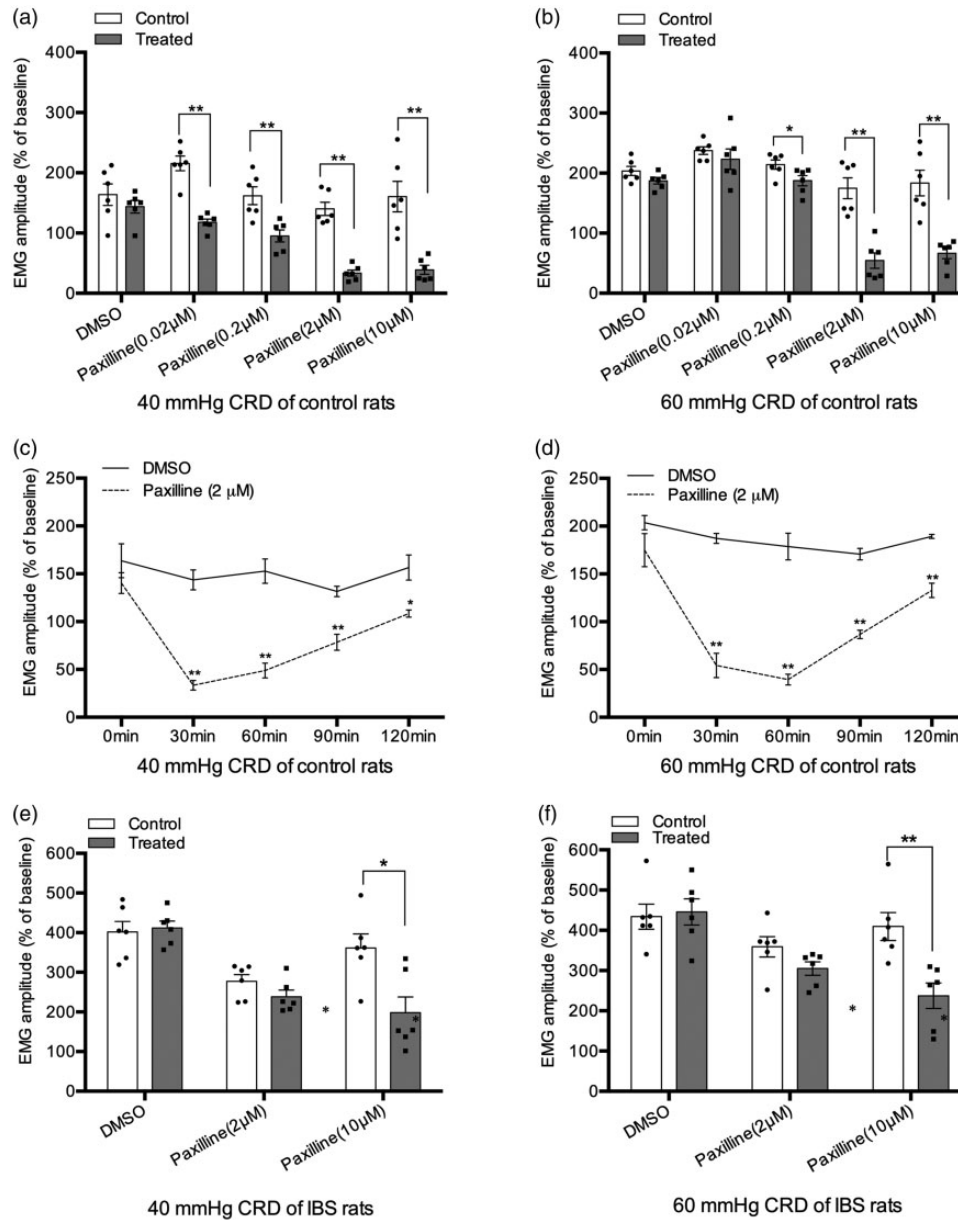 (a)
Control
Treated
EMG amplitude (% of baseline)
400
300
200
100
0
**
**
**
**
DMSO
Paxilline(0.02µM)
Paxilline(0.2µM)
Paxilline(2µM)
Paxilline(10µM)
40 mmHg CRD of control rats
(b)
Control
Treated
EMG amplitude (% of baseline)
400
300
200
100
0
*
**
**
DMSO
Paxilline(0.02µM)
Paxilline(0.2µM)
Paxilline(2µM)
Paxilline(10µM)
60 mmHg CRD of control rats
(c)
DMSO
Paxilline (2 µM)
EMG amplitude (% of baseline)
250
200
150
100
50
0
**
**
**
*
0min
30min
60min
90min
120min
40 mmHg CRD of control rats
(d)
DMSO
Paxilline (2 µM)
EMG amplitude (% of baseline)
250
200
150
100
50
0
**
**
**
**
0min
30min
60min
90min
120min
60 mmHg CRD of control rats
(e)
Control
Treated
EMG amplitude (% of baseline)
600
500
400
300
200
100
0
*
*
*
DMSO
Paxilline(2µM)
Paxilline(10µM)
40 mmHg CRD of IBS rats
(f)
Control
Treated
EMG amplitude (% of baseline)
600
500
400
300
200
100
0
**
*
*
DMSO
Paxilline(2µM)
Paxilline(10µM)
60 mmHg CRD of IBS rats